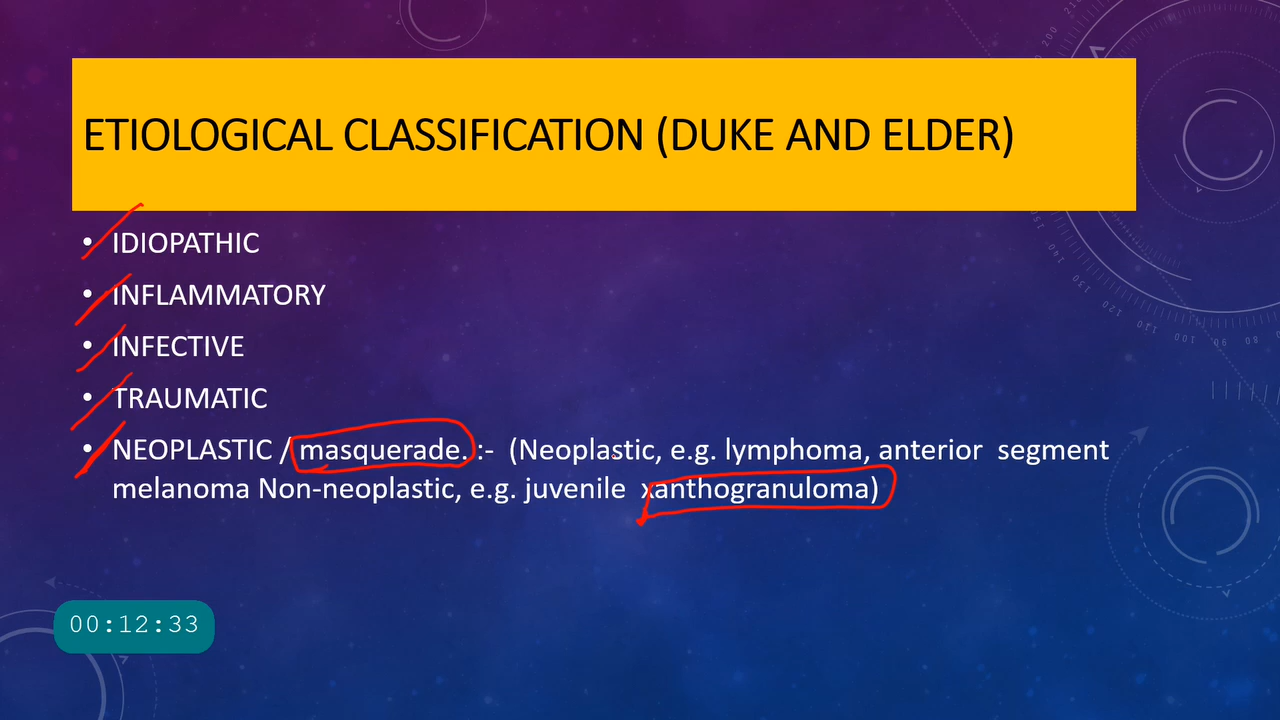 ETIOLOGICAL CLASSIFICATION (DUKE AND ELDER)
• IDIOPATHIC
• INFLAMMATORY
• INFECTIVE
• TRAUMATIC
• NEOPLASTIC / masquerade. :- (Neoplastic, e.g. lymphoma, anterior segment
melanoma Non-neoplastic, e.g. juvenile xanthogranuloma)
00:12:33